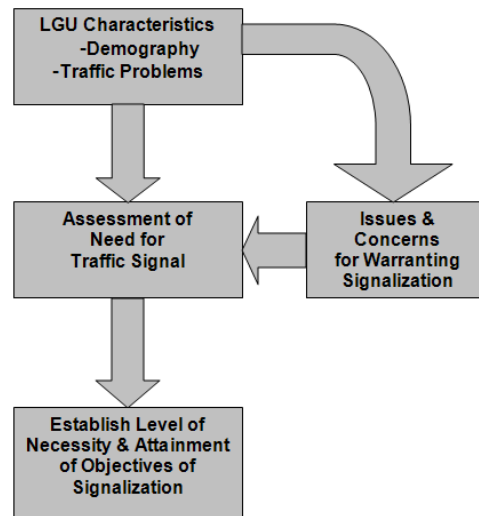 LGU Characteristics
-Demography
-Traffic Problems
Assessment of
Need for
Traffic Signal
Issues &
Concerns
for Warranting
Signalization
Establish Level of
Necessity & Attainment
of Objectives of
Signalization